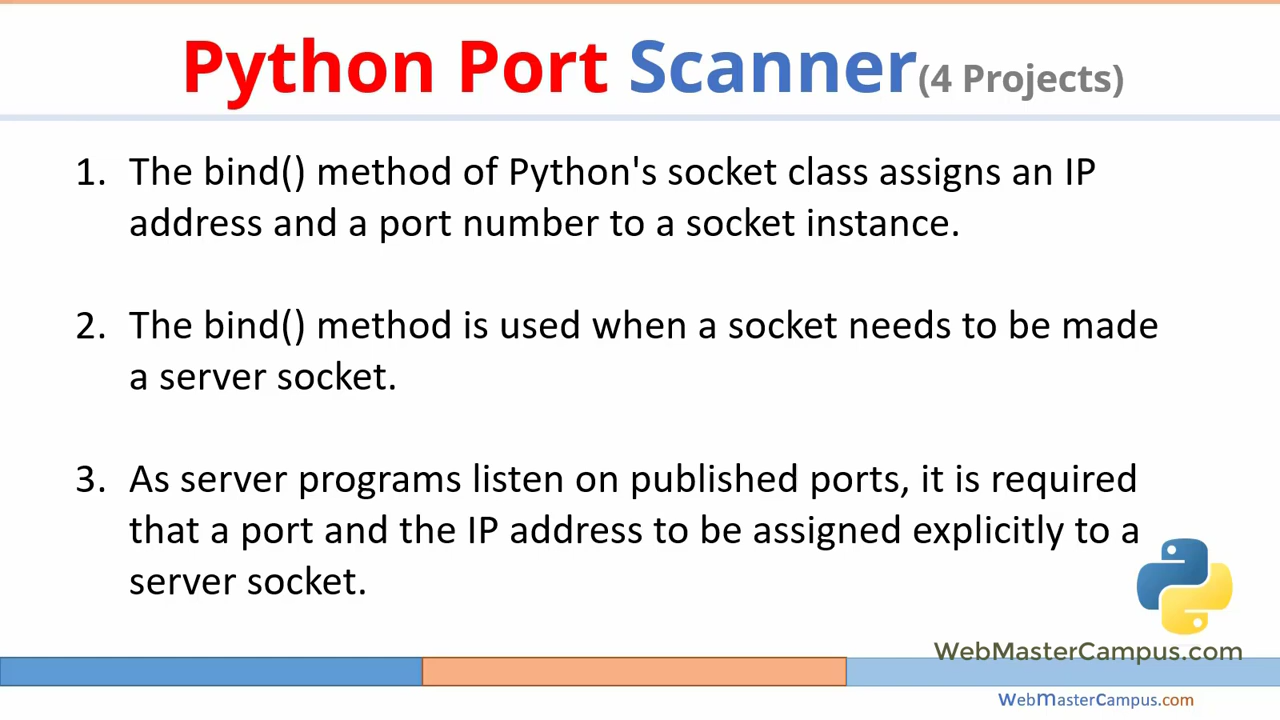 Python Port Scanner(4 Projects)
1. The bind() method of Python's socket class assigns an IP
address and a port number to a socket instance.
2. The bind() method is used when a socket needs to be made
a server socket.
3. As server programs listen on published ports, it is required
that a port and the IP address to be assigned explicitly to a
server socket.
WebMasterCampus.com
WebMasterCampus.com